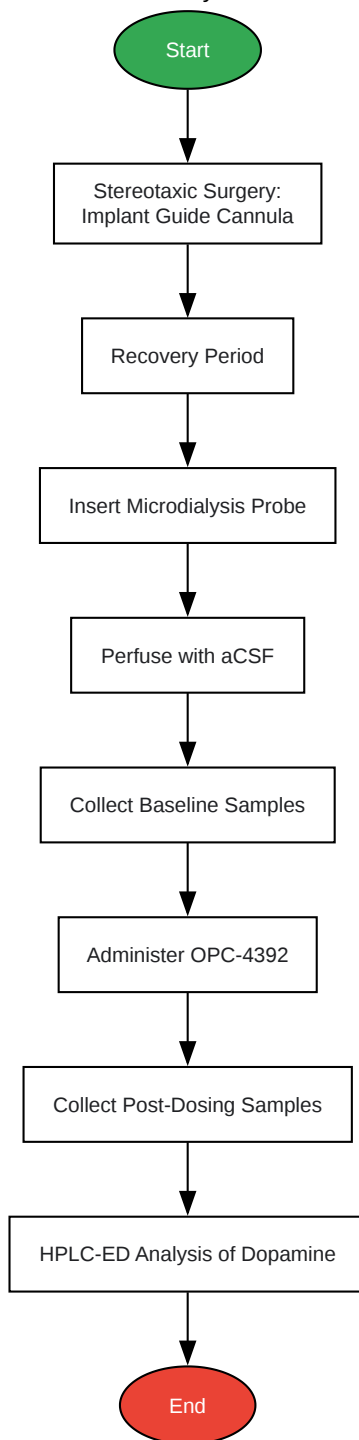 Start
Stereotaxic Surgery:
Implant Guide Cannula
Recovery Period
Insert Microdialysis Probe
Perfuse with aCSF
Collect Baseline Samples
Administer OPC-4392
Collect Post-Dosing Samples
HPLC-ED Analysis of Dopamine
End